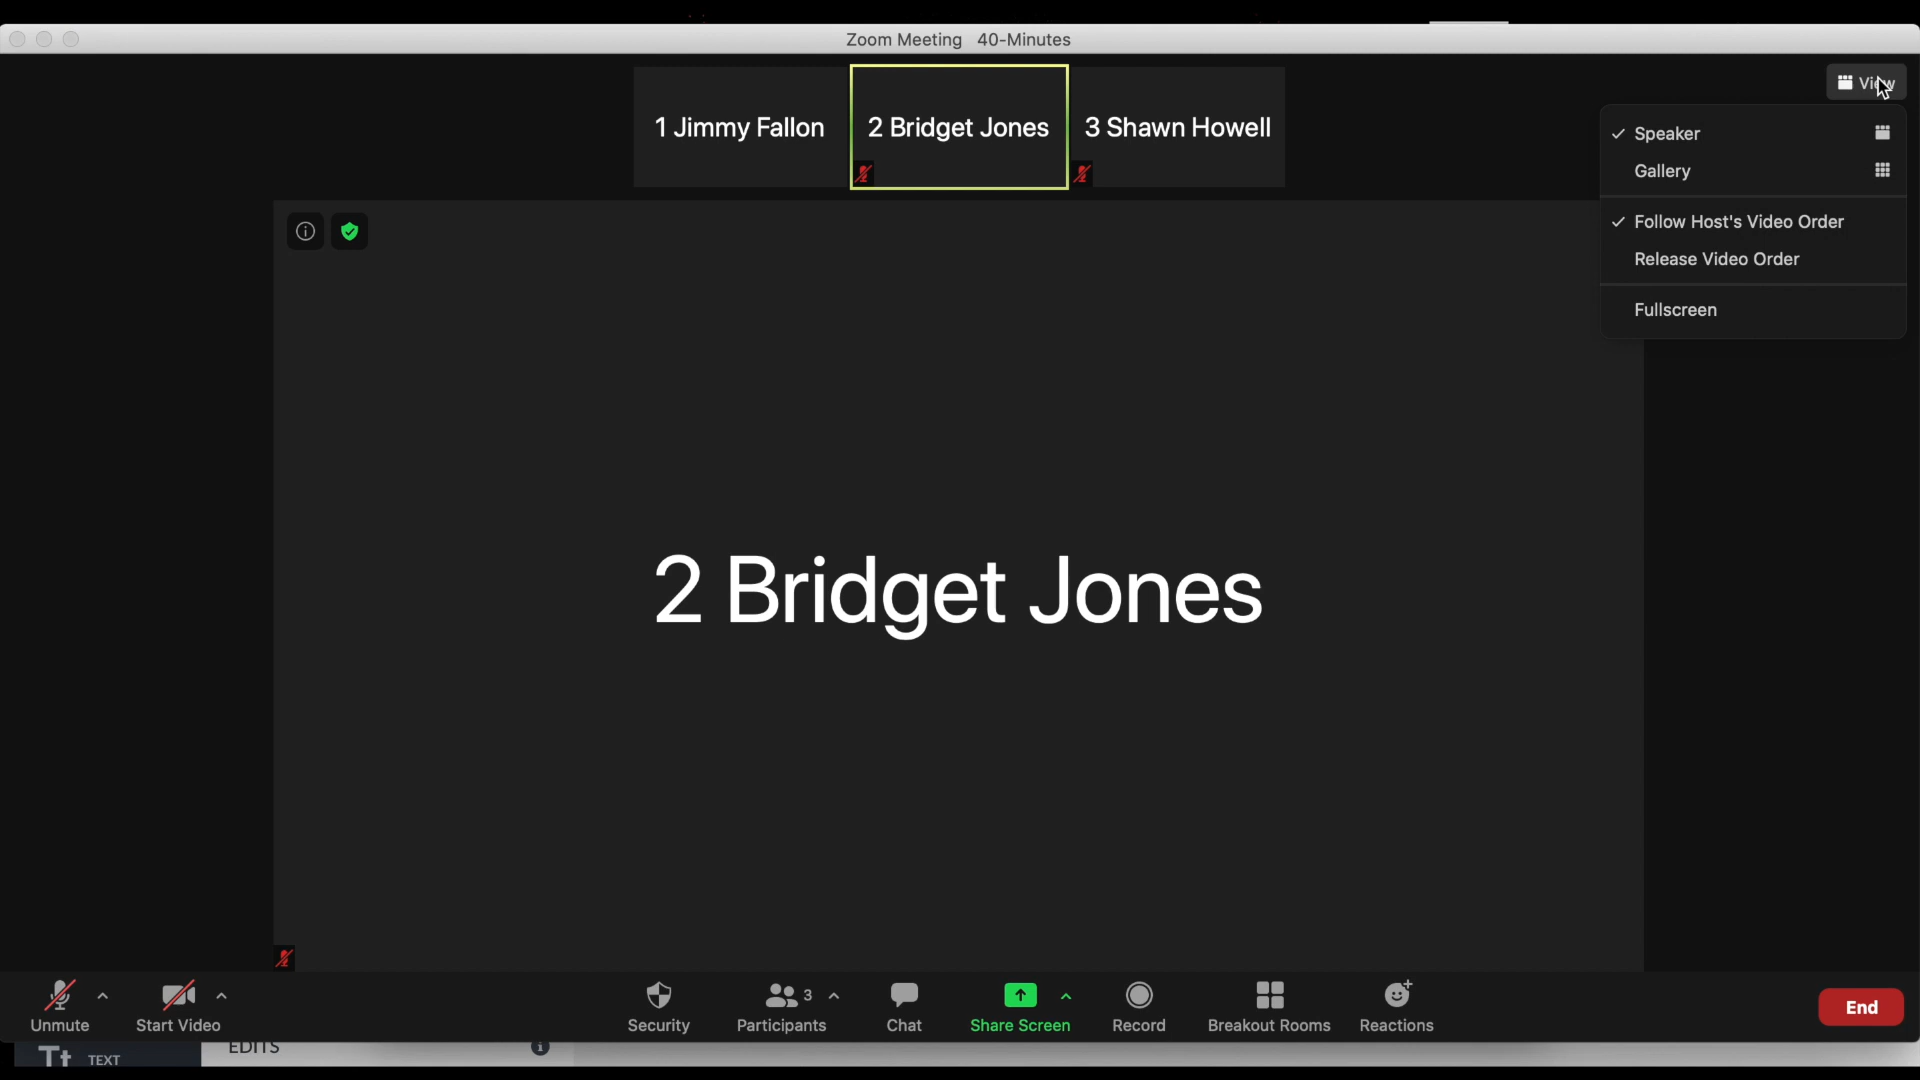 Zoom Meeting 40-Minutes
1 Jimmy Fallon
2 Bridget Jones
3 Shawn Howell
View
Speaker
Gallery
Follow Host's Video Order
Release Video Order
Fullscreen
2 Bridget Jones
Unmute
Start Video
Security
Participants 3
Chat
Share Screen
Record
Breakout Rooms
Reactions
End
Tt TEXT
EDITS